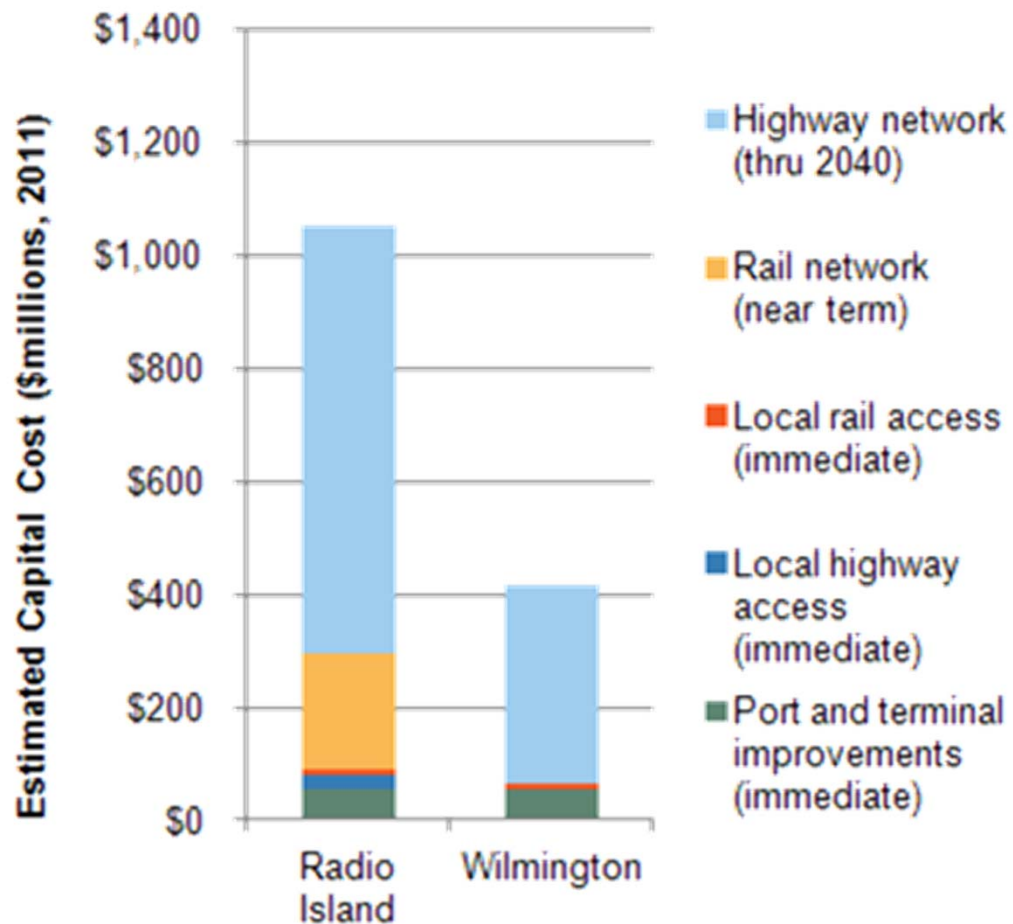 Estimated Capital Cost ($millions, 2011)
$1,400
$1,200
$1,000
$800
$600
$400
$200
$0
Radio
Island
Wilmington
Highway network
(thru 2040)
Rail network
(near term)
Local rail access
(immediate)
Local highway
access
(immediate)
Port and terminal
improvements
(immediate)